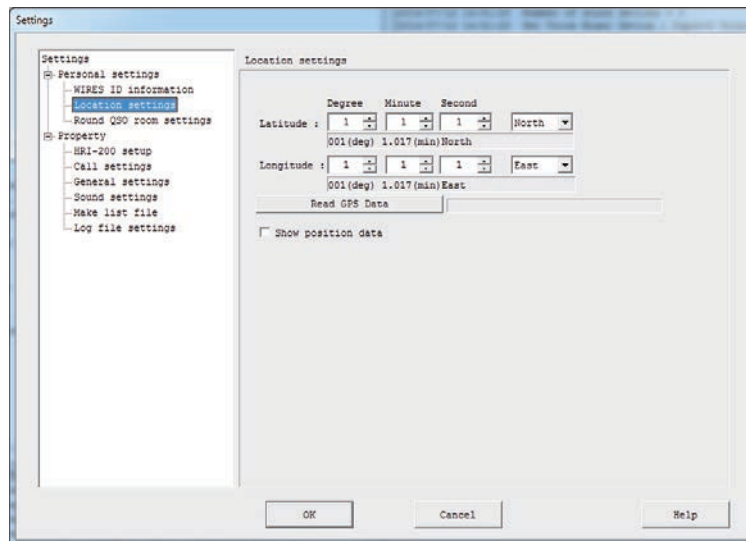 Settings
Settings
Personal settings
WIRES ID information
Location settings
Round QSO room settings
Property
HRI-200 setup
Call settings
General settings
Sound settings
Make list file
Log file settings
Location settings
Degree Minute Second
Latitude : 1 1 1 North
001(deg) 1.017(min)North
Longitude : 1 1 1 East
001(deg) 1.017(min)East
Read GPS Data
Show position data
OK Cancel Help